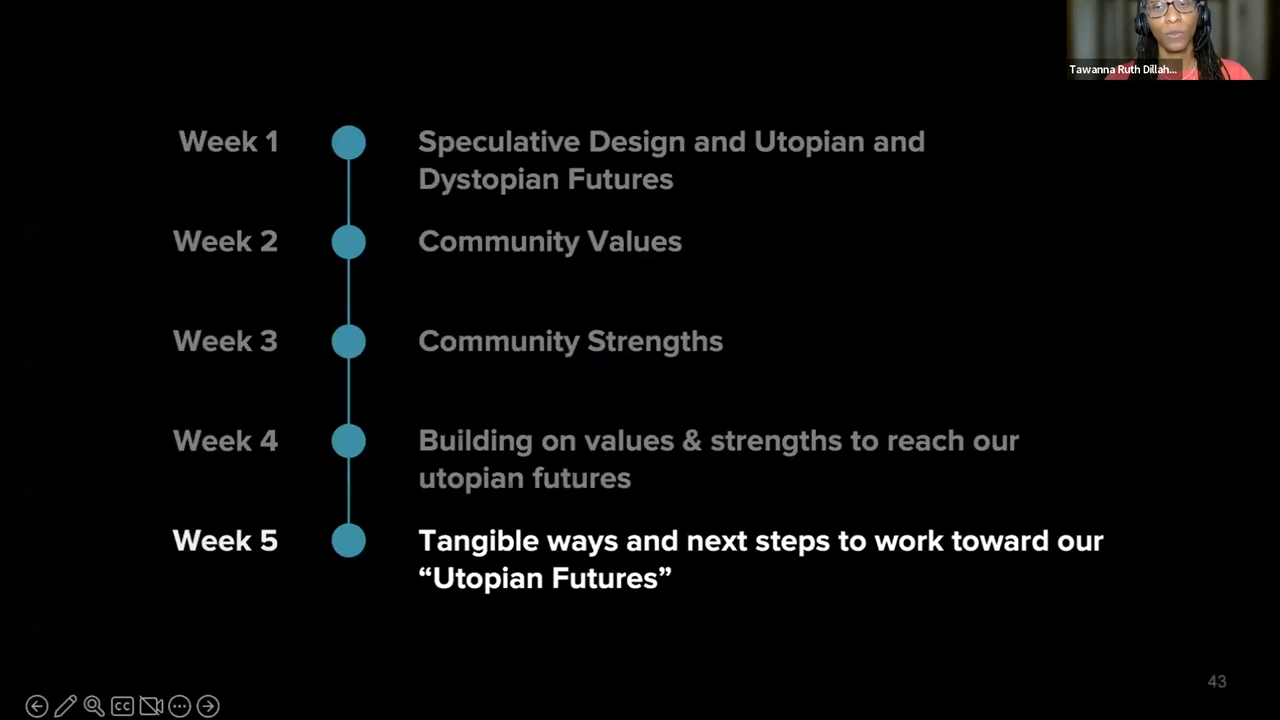 Tawanna Ruth Dillah...
Week 1
Speculative Design and Utopian and
Dystopian Futures
Week 2
Community Values
Week 3
Community Strengths
Week 4
Building on values & strengths to reach our
utopian futures
Week 5
Tangible ways and next steps to work toward our
“Utopian Futures”
43
CC